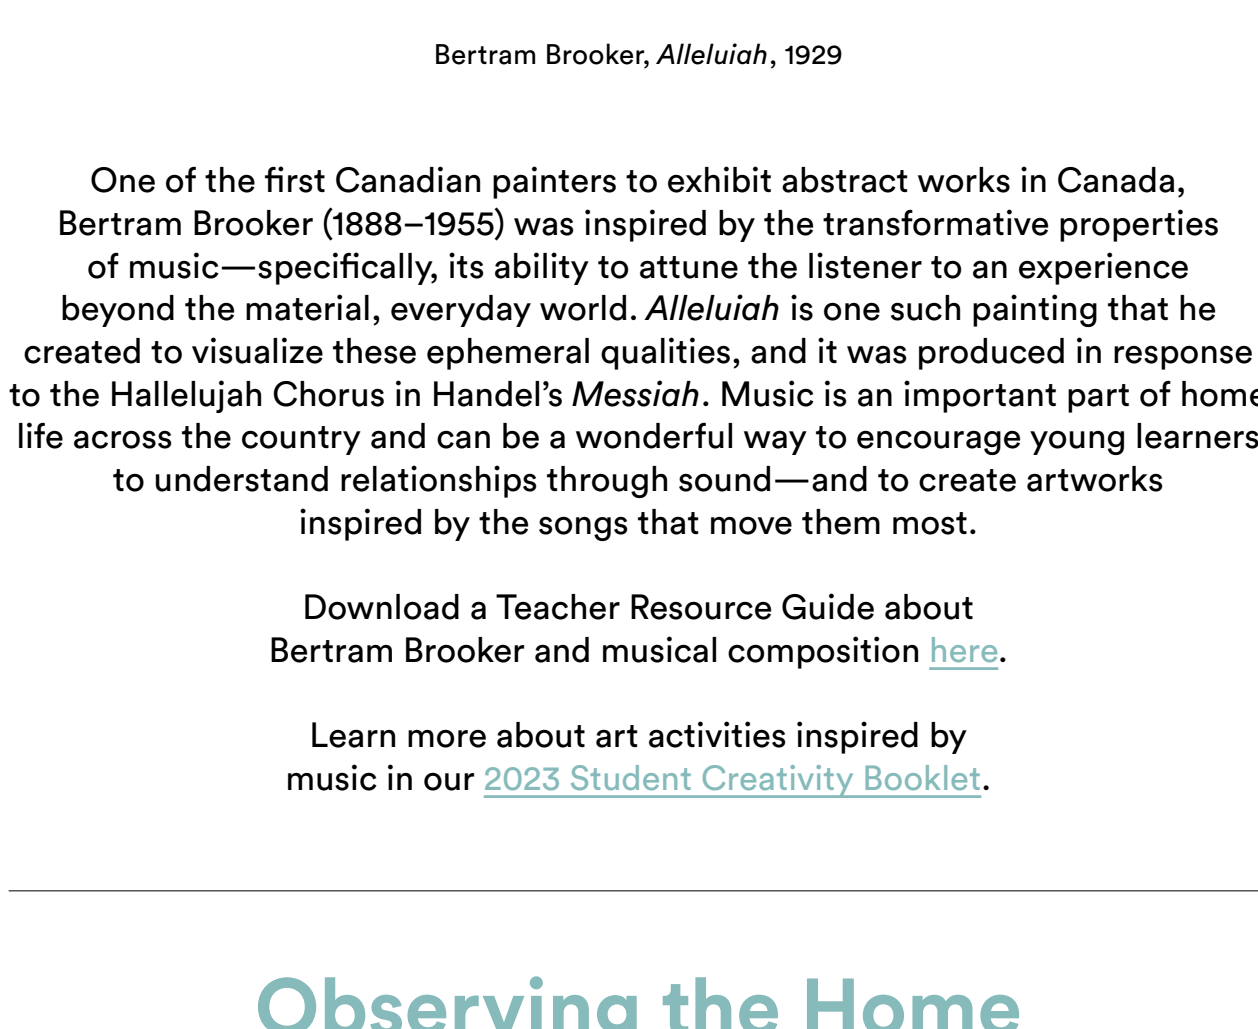 Bertram Brooker, Alleluiah, 1929
One of the first Canadian painters to exhibit abstract works in Canada,
Bertram Brooker (1888–1955) was inspired by the transformative properties
of music—specifically, its ability to attune the listener to an experience
beyond the material, everyday world. Alleluiah is one such painting that he
created to visualize these ephemeral qualities, and it was produced in response
to the Hallelujah Chorus in Handel’s Messiah. Music is an important part of home
life across the country and can be a wonderful way to encourage young learners
to understand relationships through sound—and to create artworks
inspired by the songs that move them most.
Download a Teacher Resource Guide about
Bertram Brooker and musical composition here.
Learn more about art activities inspired by
music in our 2023 Student Creativity Booklet.
Observing the Home